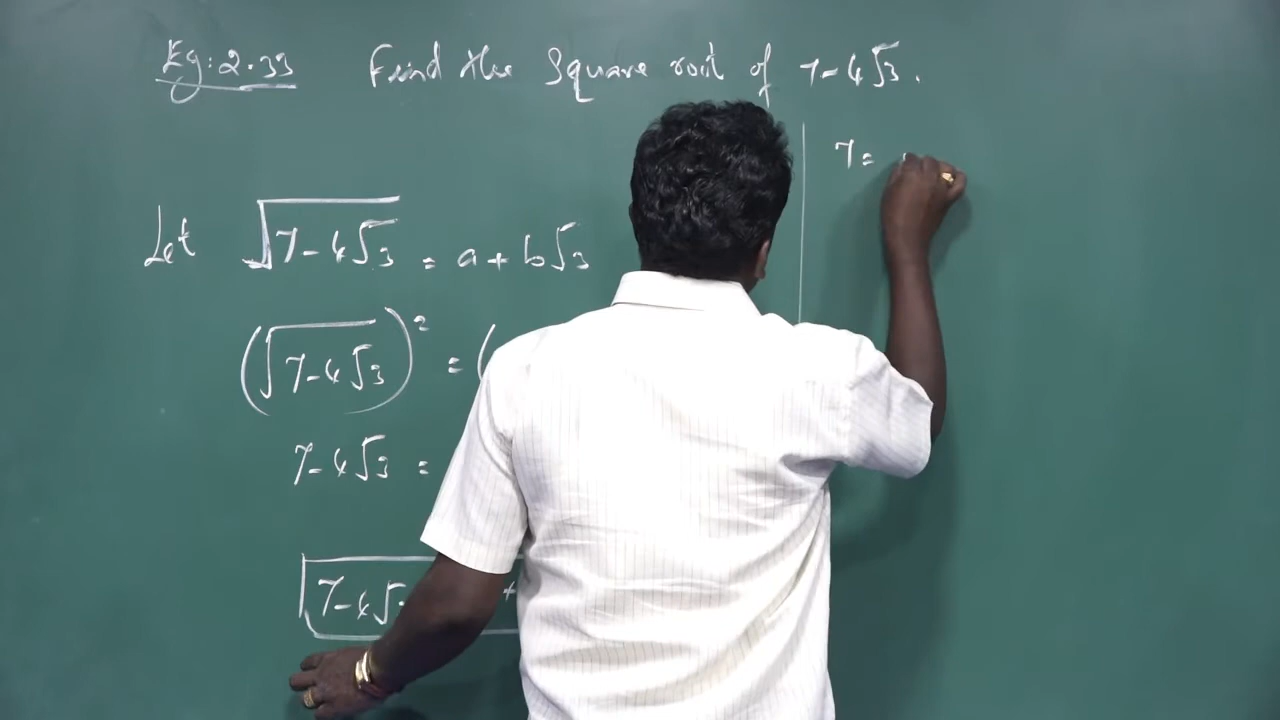 Eg: 2.33 Find the Square root of 7-4√3.
Let √(7-4√3) = a + b√3
(√(7-4√3))² = (
7-4√3 =
7-4√
+
7 =